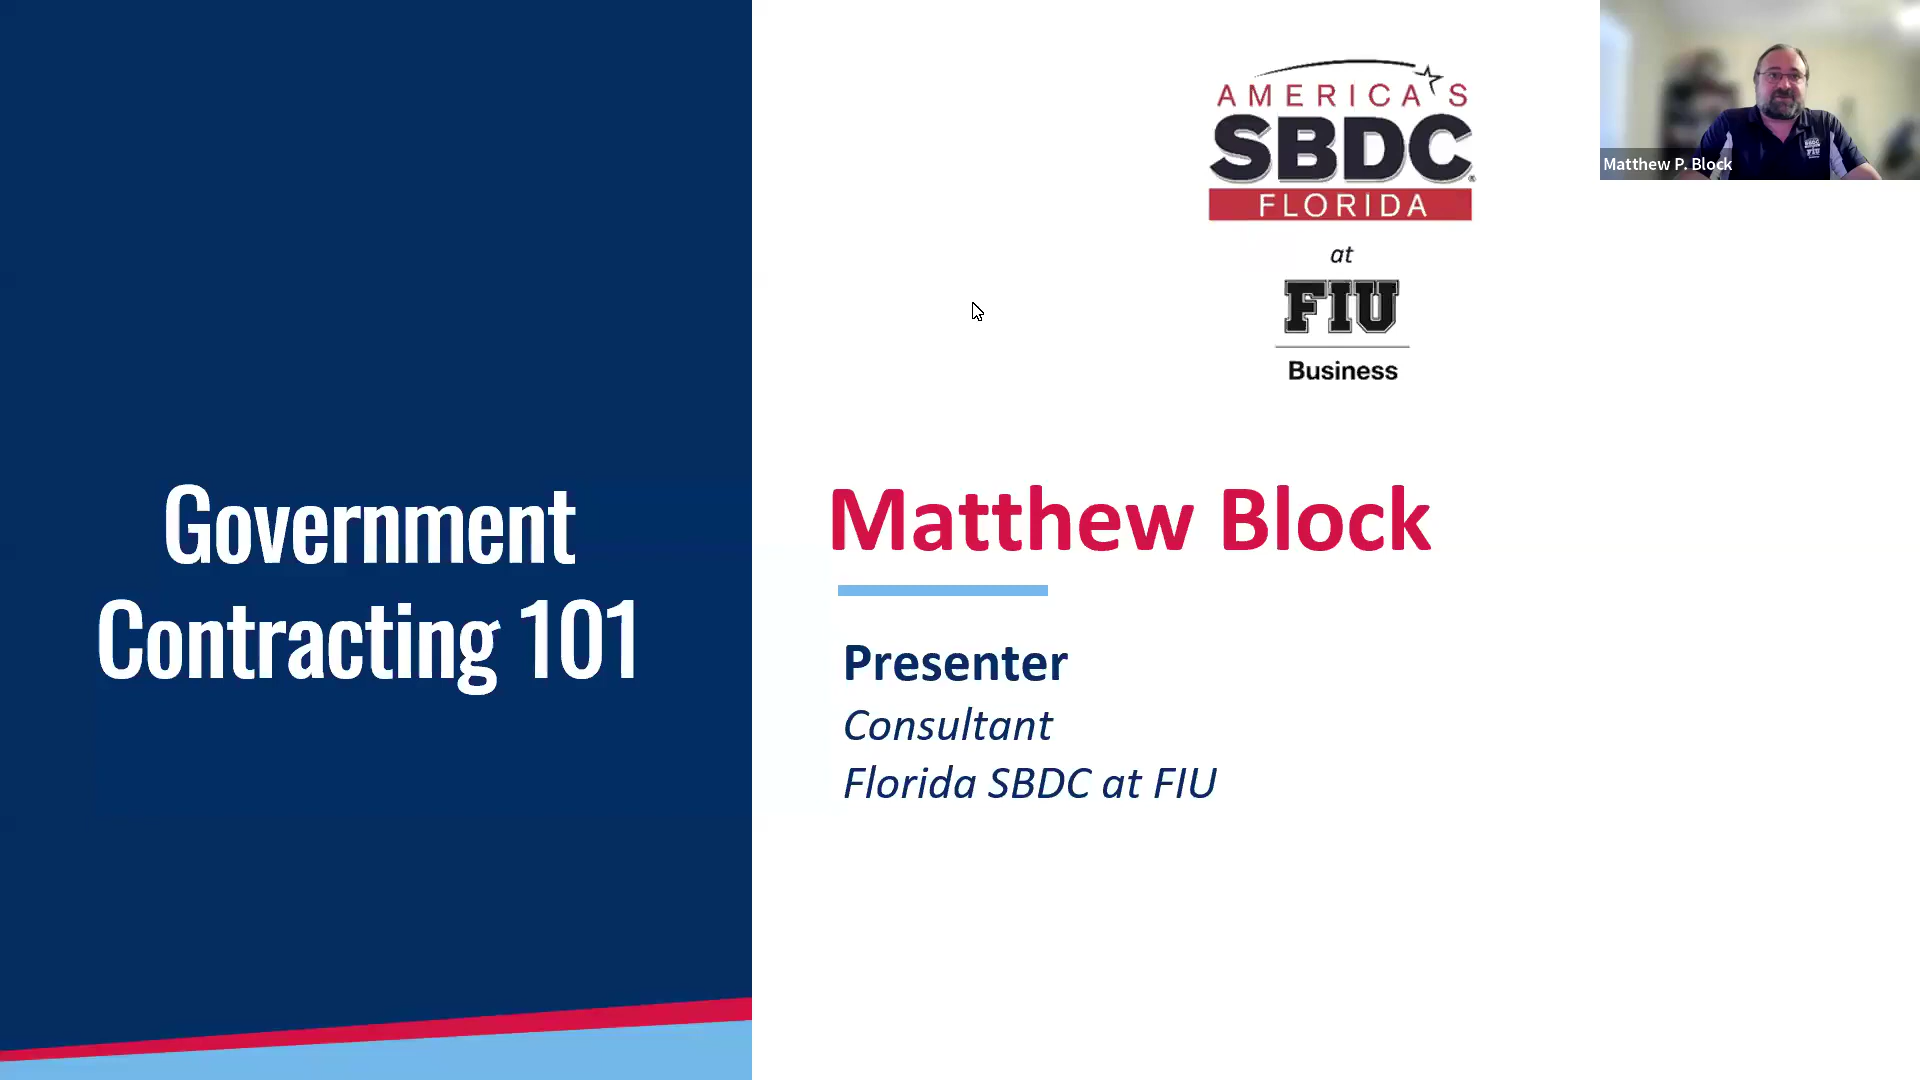 Government
Contracting 101
AMERICA'S
SBDC
FLORIDA
at
FIU
Business
Matthew Block
Presenter
Consultant
Florida SBDC at FIU
Matthew P. Block